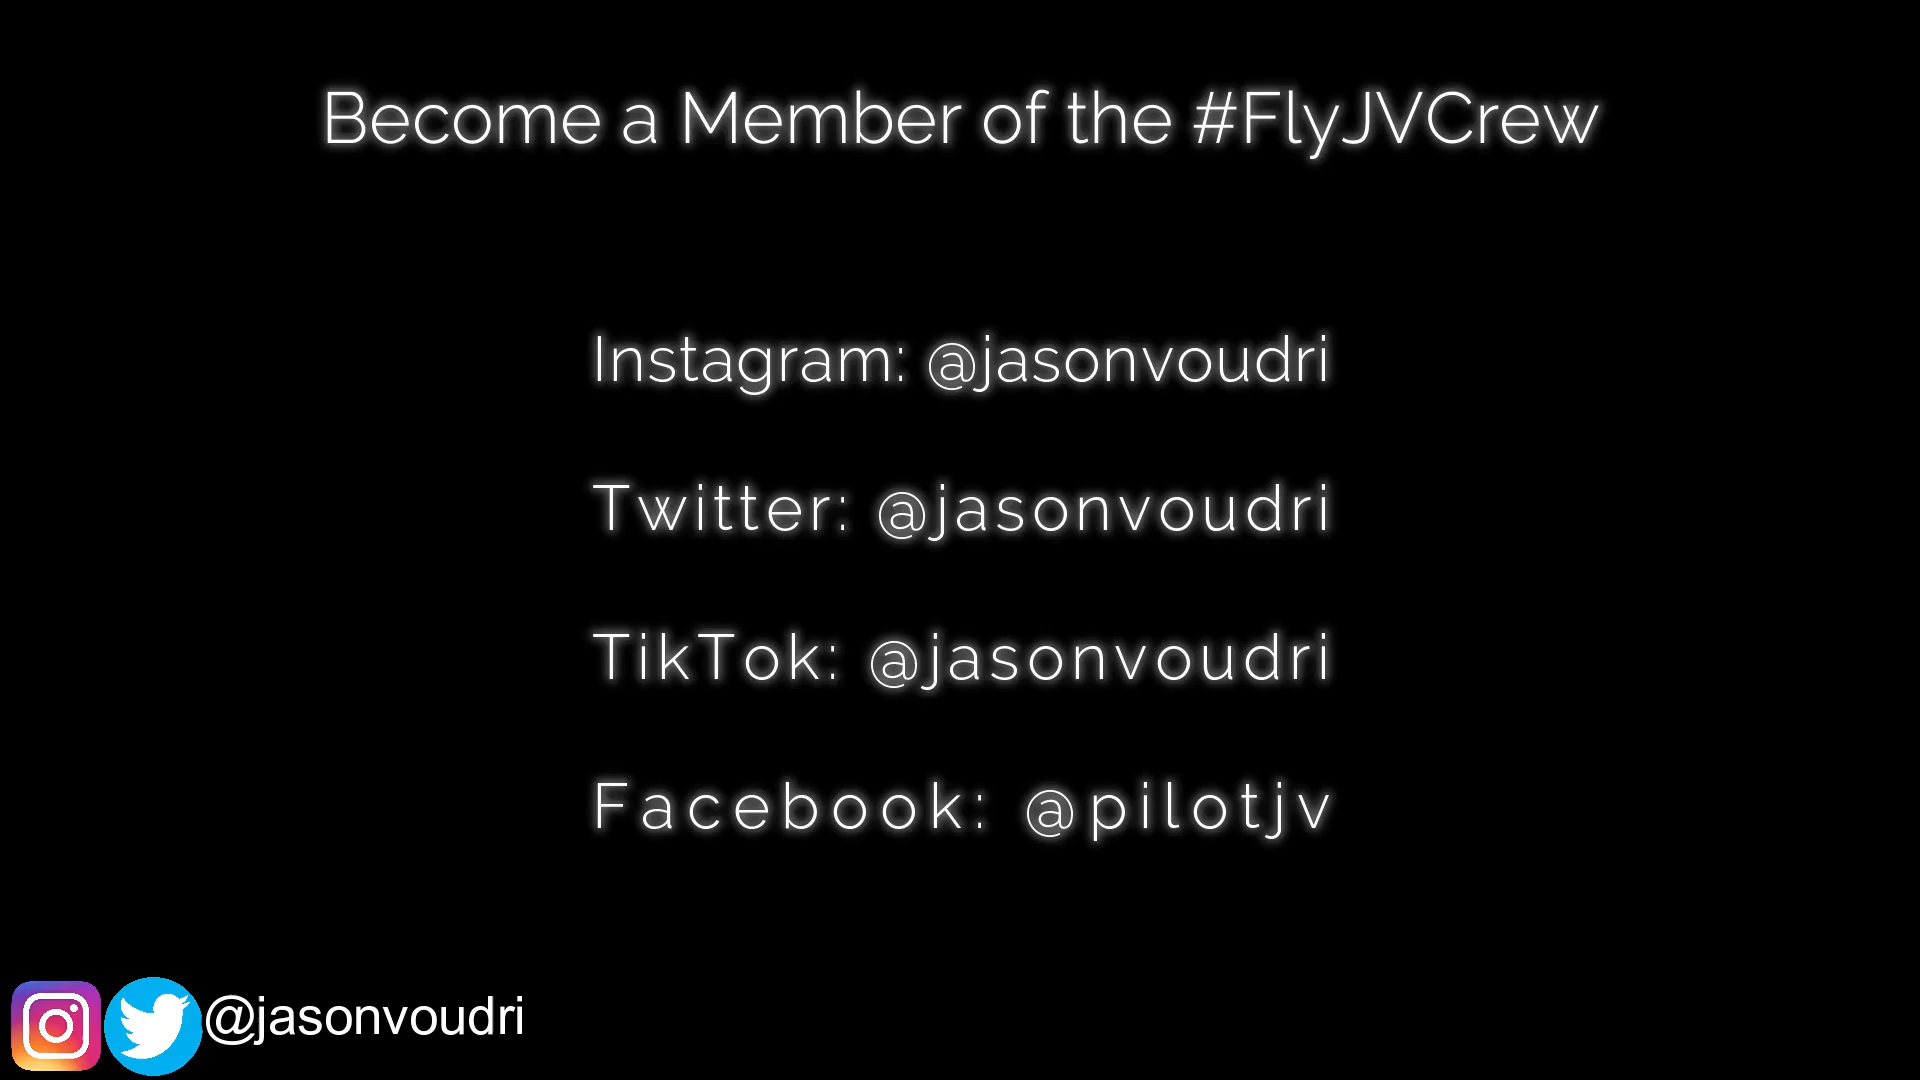 Become a Member of the #FlyJVCrew
Instagram: @jasonvoudri
Twitter: @jasonvoudri
TikTok: @jasonvoudri
Facebook: @pilotjv
@jasonvoudri